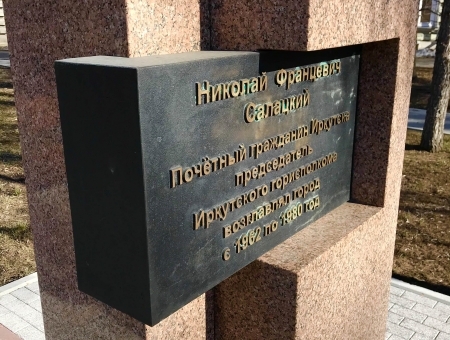 Николай Францевич
Салацкий
Почётный гражданин Иркутска
председатель
Иркутского горисполкома
возглавлял город
с 1962 по 1980 год